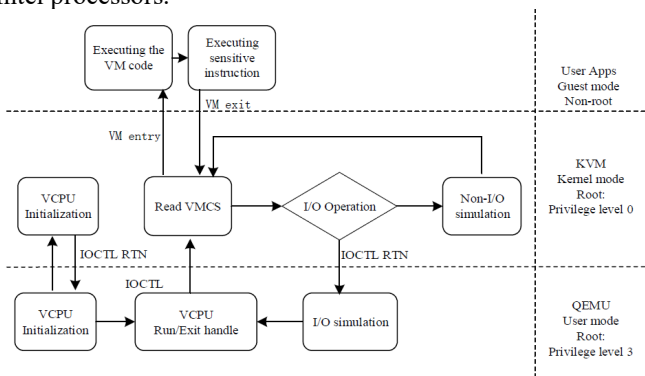 Intel processors.
Executing the
VM code
Executing
sensitive
instruction
User Apps
Guest mode
Non-root
VM exit
VM entry
VCPU
Initialization
Read VMCS
I/O Operation
Non-I/O
simulation
KVM
Kernel mode
Root:
Privilege level 0
IOCTL RTN
IOCTL RTN
IOCTL
VCPU
Initialization
VCPU
Run/Exit handle
I/O simulation
QEMU
User mode
Root:
Privilege level 3